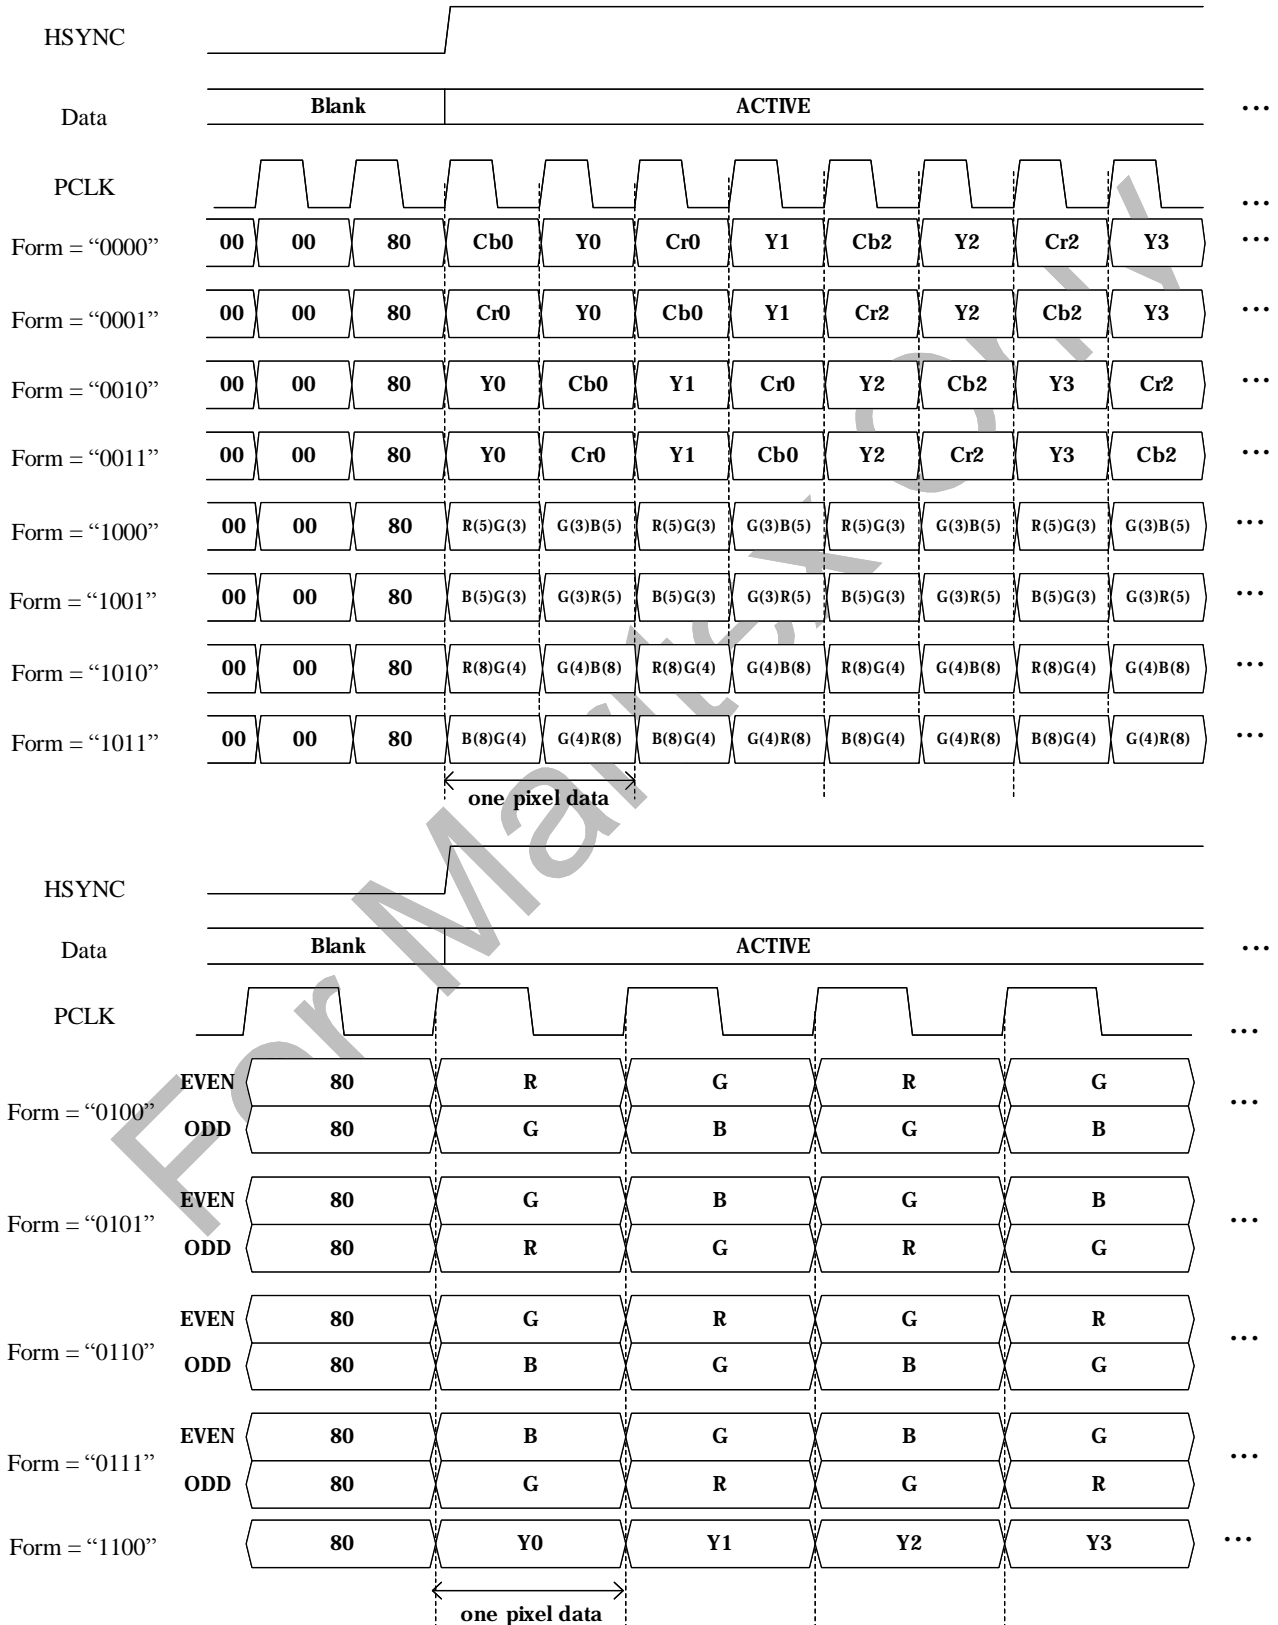 HSYNC
Data Blank ACTIVE ...
PCLK ...
Form = “0000” 00 00 80 Cb0 Y0 Cr0 Y1 Cb2 Y2 Cr2 Y3 ...
Form = “0001” 00 00 80 Cr0 Y0 Cb0 Y1 Cr2 Y2 Cb2 Y3 ...
Form = “0010” 00 00 80 Y0 Cb0 Y1 Cr0 Y2 Cb2 Y3 Cr2 ...
Form = “0011” 00 00 80 Y0 Cr0 Y1 Cb0 Y2 Cr2 Y3 Cb2 ...
Form = “1000” 00 00 80 R(5)G(3) G(3)B(5) R(5)G(3) G(3)B(5) R(5)G(3) G(3)B(5) R(5)G(3) G(3)B(5) ...
Form = “1001” 00 00 80 B(5)G(3) G(3)R(5) B(5)G(3) G(3)R(5) B(5)G(3) G(3)R(5) B(5)G(3) G(3)R(5) ...
Form = “1010” 00 00 80 R(8)G(4) G(4)B(8) R(8)G(4) G(4)B(8) R(8)G(4) G(4)B(8) R(8)G(4) G(4)B(8) ...
Form = “1011” 00 00 80 B(8)G(4) G(4)R(8) B(8)G(4) G(4)R(8) B(8)G(4) G(4)R(8) B(8)G(4) G(4)R(8) ...
one pixel data
HSYNC
Data Blank ACTIVE ...
PCLK ...
EVEN 80 R G R G
Form = “0100” ...
ODD 80 G B G B
EVEN 80 G B G B
Form = “0101” ...
ODD 80 R G R G
EVEN 80 G R G R
Form = “0110” ...
ODD 80 B G B G
EVEN 80 B G B G
Form = “0111” ...
ODD 80 G R G R
Form = “1100” 80 Y0 Y1 Y2 Y3 ...
one pixel data